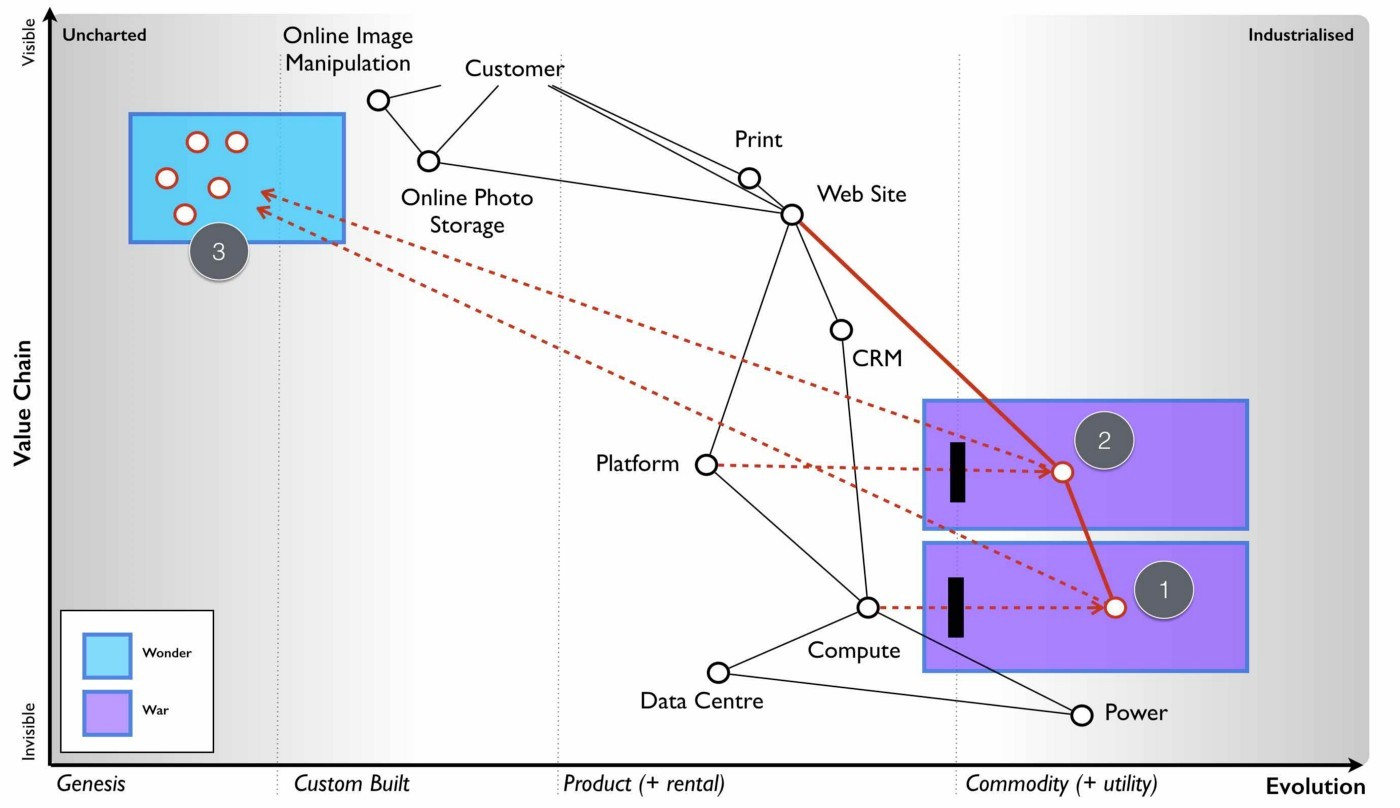 Visible
Uncharted
Online Image
Manipulation
Customer
Industrialised
Print
Web Site
Online Photo
Storage
3
CRM
Value Chain
2
Platform
1
Compute
Wonder
War
Data Centre
Power
Invisible
Genesis
Custom Built
Product (+ rental)
Commodity (+ utility)
Evolution